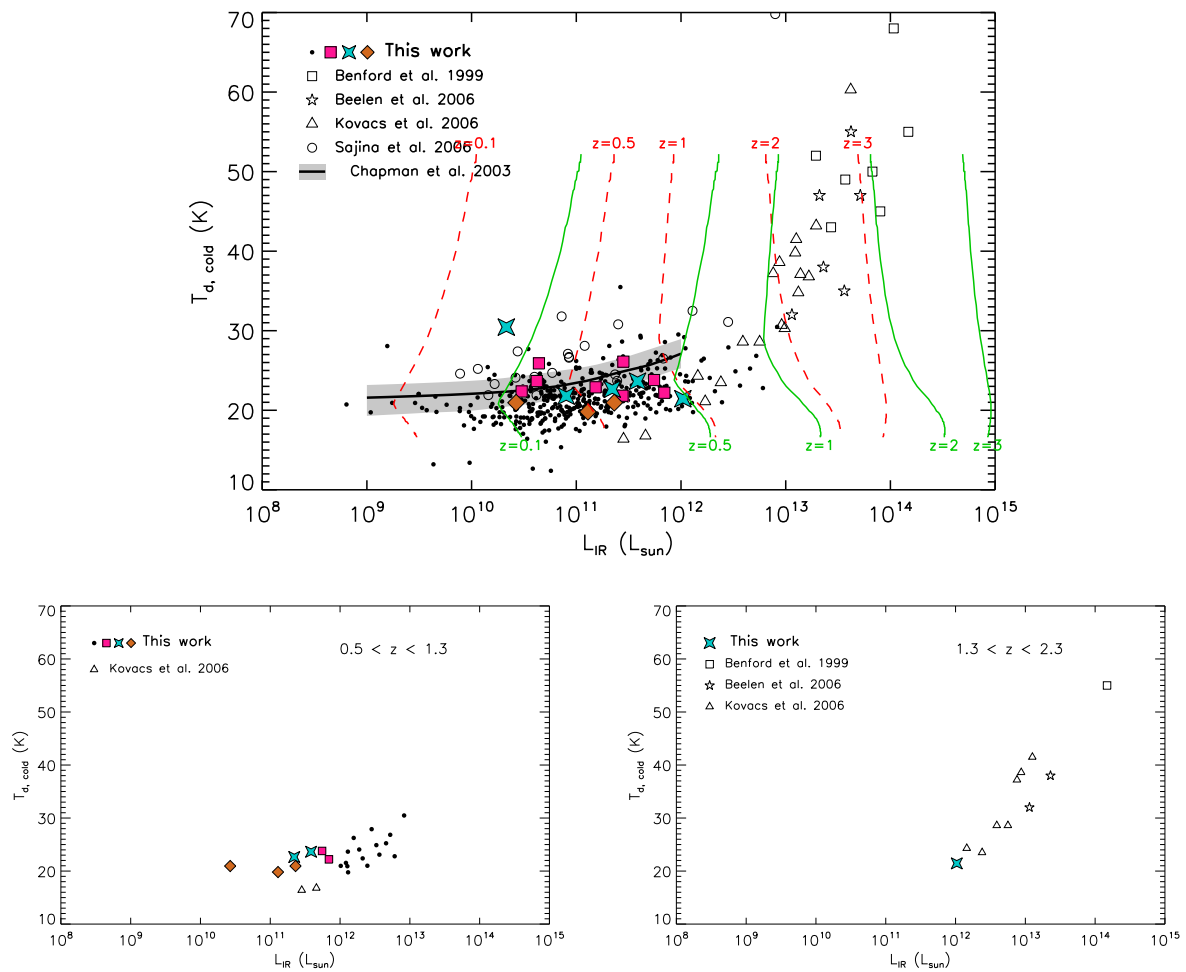 70
60
50
40
30
20
10
T_d, cold (K)
This work
Benford et al. 1999
Beelen et al. 2006
Kovacs et al. 2006
Sajina et al. 2006
Chapman et al. 2003
z=0.1
z=0.5
z=1
z=2
z=3
z=0.1
z=0.5
z=1
z=2
z=3
10^8 10^9 10^10 10^11 10^12 10^13 10^14 10^15
L_IR (L_sun)
70
60
50
40
30
20
10
T_d, cold (K)
This work
Kovacs et al. 2006
0.5 < z < 1.3
10^8 10^9 10^10 10^11 10^12 10^13 10^14 10^15
L_IR (L_sun)
70
60
50
40
30
20
10
T_d, cold (K)
This work
Benford et al. 1999
Beelen et al. 2006
Kovacs et al. 2006
1.3 < z < 2.3
10^8 10^9 10^10 10^11 10^12 10^13 10^14 10^15
L_IR (L_sun)